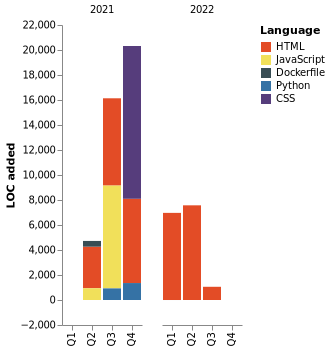 2021 2022
Language
HTML
JavaScript
Dockerfile
Python
CSS
LOC added
22,000
20,000
18,000
16,000
14,000
12,000
10,000
8,000
6,000
4,000
2,000
0
−2,000
Q1 Q2 Q3 Q4 Q1 Q2 Q3 Q4